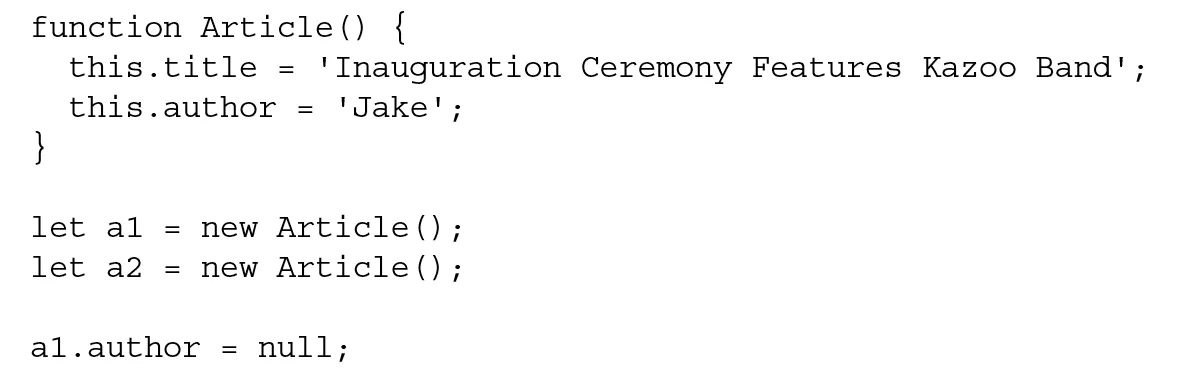 function Article() {
  this.title = 'Inauguration Ceremony Features Kazoo Band';
  this.author = 'Jake';
}

let a1 = new Article();
let a2 = new Article();

a1.author = null;